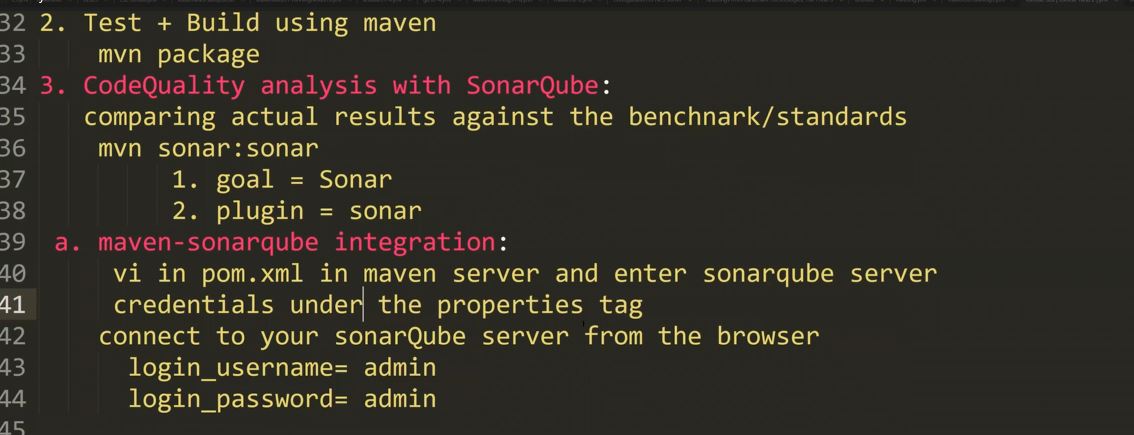 32 2. Test + Build using maven
33 mvn package
34 3. CodeQuality analysis with SonarQube:
35 comparing actual results against the benchnark/standards
36 mvn sonar:sonar
37 1. goal = Sonar
38 2. plugin = sonar
39 a. maven-sonarqube integration:
40 vi in pom.xml in maven server and enter sonarqube server
41 credentials under the properties tag
42 connect to your sonarQube server from the browser
43 login_username= admin
44 login_password= admin
45